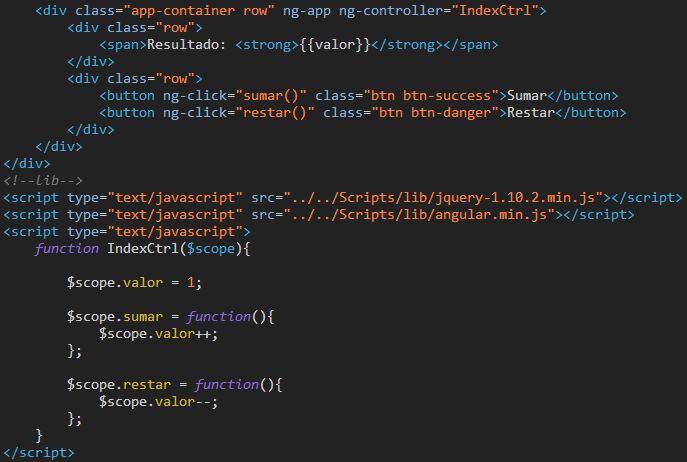 <div class="app-container row" ng-app ng-controller="IndexCtrl">
<div class="row">
<span>Resultado: <strong>{{valor}}</strong></span>
</div>
<div class="row">
<button ng-click="sumar()" class="btn btn-success">Sumar</button>
<button ng-click="restar()" class="btn btn-danger">Restar</button>
</div>
</div>
</div>
<!--lib-->
<script type="text/javascript" src="../../Scripts/lib/jquery-1.10.2.min.js"></script>
<script type="text/javascript" src="../../Scripts/lib/angular.min.js"></script>
<script type="text/javascript">
function IndexCtrl($scope){
$scope.valor = 1;
$scope.sumar = function(){
$scope.valor++;
};
$scope.restar = function(){
$scope.valor--;
};
}
</script>